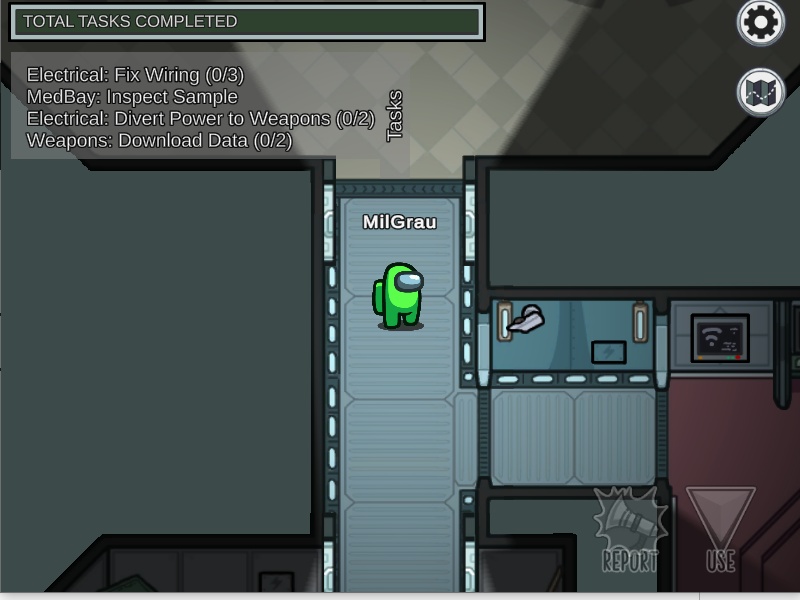 TOTAL TASKS COMPLETED
Electrical: Fix Wiring (0/3)
MedBay: Inspect Sample
Electrical: Divert Power to Weapons (0/2)
Weapons: Download Data (0/2)
Tasks
MilGrau
REPORT
USE